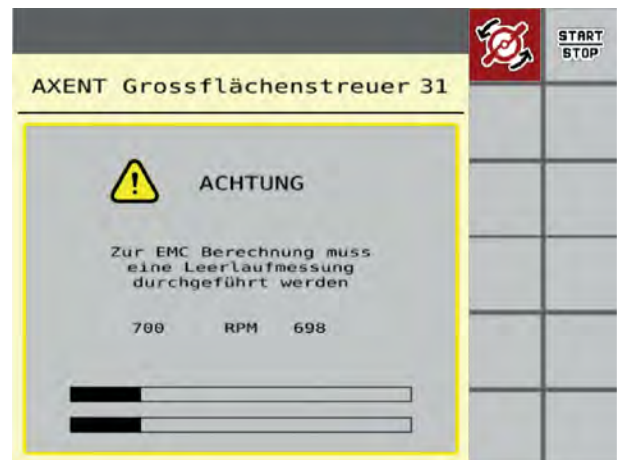 START
STOP
AXENT Grossflächenstreuer 31
ACHTUNG
Zur EMC Berechnung muss
eine Leerlaufmessung
durchgeführt werden
700 RPM 698